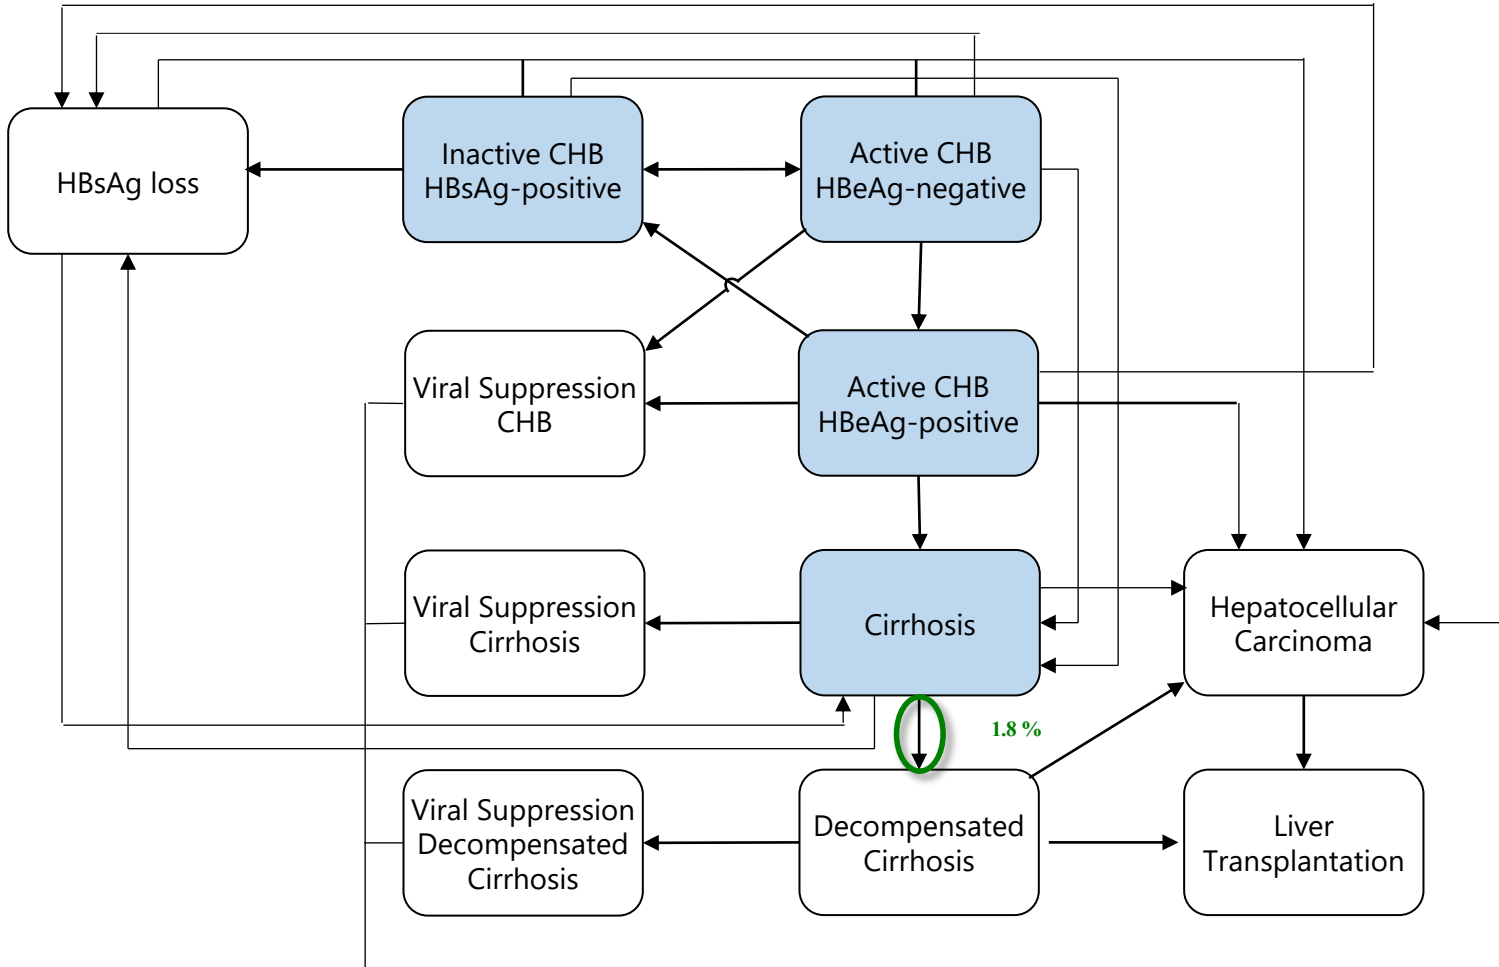 HBsAg loss
Inactive CHB
HBsAg-positive
Active CHB
HBeAg-negative
Viral Suppression
CHB
Active CHB
HBeAg-positive
Viral Suppression
Cirrhosis
Cirrhosis
Hepatocellular
Carcinoma
1.8 %
Viral Suppression
Decompensated
Cirrhosis
Decompensated
Cirrhosis
Liver
Transplantation